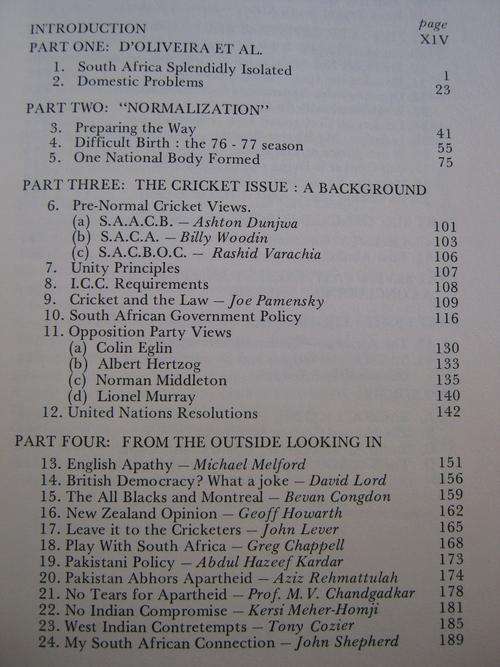 page
INTRODUCTION X1V
PART ONE: D'OLIVEIRA ET AL.
1. South Africa Splendidly Isolated 1
2. Domestic Problems 23
PART TWO: “NORMALIZATION”
3. Preparing the Way 41
4. Difficult Birth : the 76 - 77 season 55
5. One National Body Formed 75
PART THREE: THE CRICKET ISSUE : A BACKGROUND
6. Pre-Normal Cricket Views.
(a) S.A.A.C.B. – Ashton Dunjwa 101
(b) S.A.C.A. – Billy Woodin 103
(c) S.A.C.B.O.C. – Rashid Varachia 106
7. Unity Principles 107
8. I.C.C. Requirements 108
9. Cricket and the Law – Joe Pamensky 109
10. South African Government Policy 116
11. Opposition Party Views
(a) Colin Eglin 130
(b) Albert Hertzog 133
(c) Norman Middleton 135
(d) Lionel Murray 140
12. United Nations Resolutions 142
PART FOUR: FROM THE OUTSIDE LOOKING IN
13. English Apathy – Michael Melford 151
14. British Democracy? What a joke – David Lord 156
15. The All Blacks and Montreal – Bevan Congdon 159
16. New Zealand Opinion – Geoff Howarth 162
17. Leave it to the Cricketers – John Lever 165
18. Play With South Africa – Greg Chappell 168
19. Pakistani Policy – Abdul Hazeef Kardar 173
20. Pakistan Abhors Apartheid – Aziz Rehmattulah 174
21. No Tears for Apartheid – Prof. M. V. Chandgadkar 178
22. No Indian Compromise – Kersi Meher-Homji 181
23. West Indian Contretemps – Tony Cozier 185
24. My South African Connection – John Shepherd 189